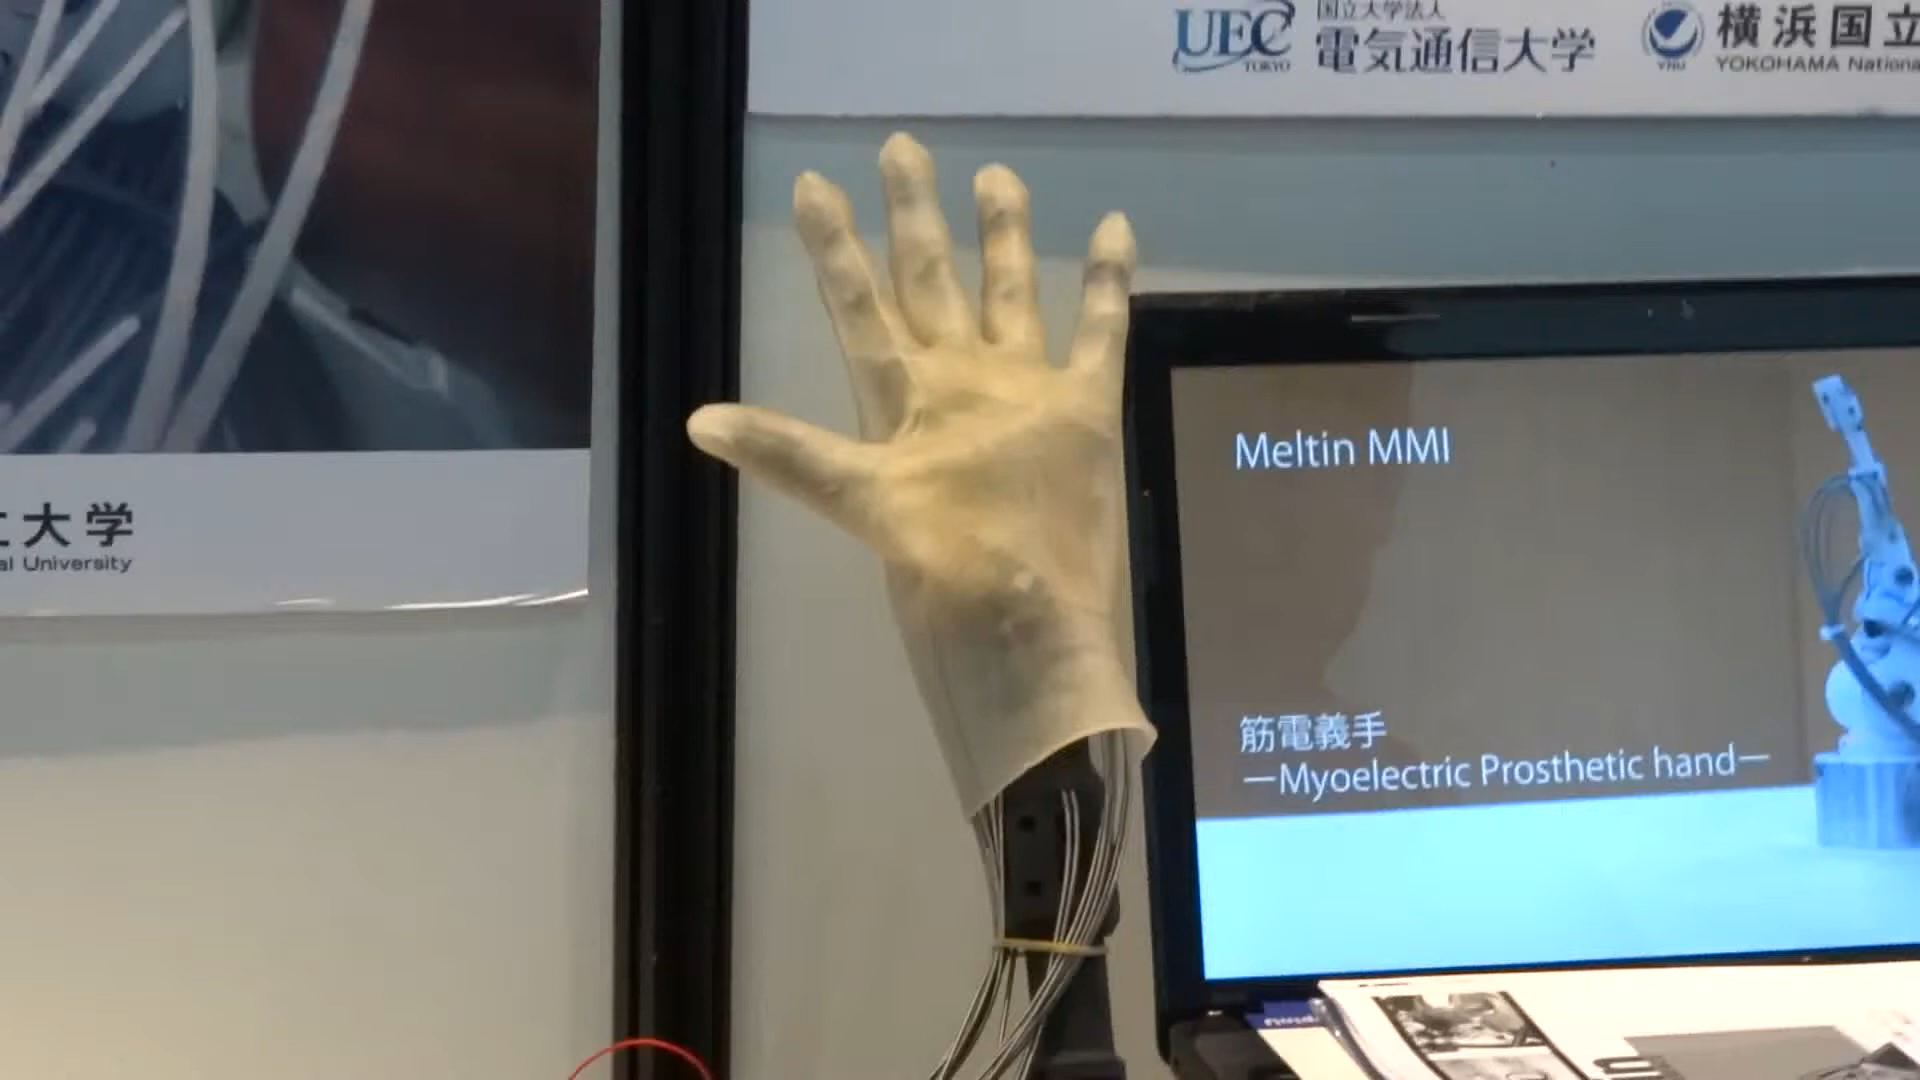 UEC
TOKYO
国立大学法人
電気通信大学
YNU
横浜国立
YOKOHAMA Nationa
大学
al University
Meltin MMI
筋電義手
—Myoelectric Prosthetic hand—